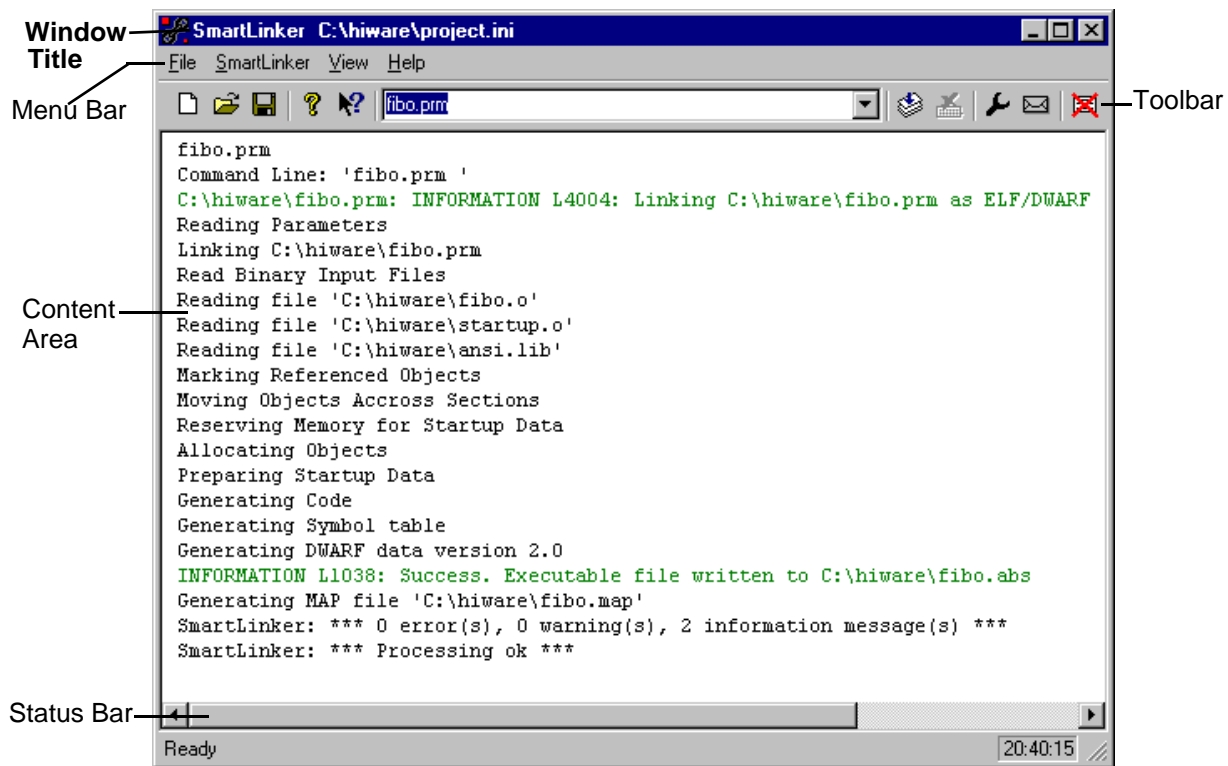 Window Title
SmartLinker C:\hiware\project.ini
File SmartLinker View Help
Menu Bar
fibo.prm
Toolbar
fibo.prm
Command Line: 'fibo.prm '
C:\hiware\fibo.prm: INFORMATION L4004: Linking C:\hiware\fibo.prm as ELF/DWARF
Reading Parameters
Linking C:\hiware\fibo.prm
Read Binary Input Files
Content Area
Reading file 'C:\hiware\fibo.o'
Reading file 'C:\hiware\startup.o'
Reading file 'C:\hiware\ansi.lib'
Marking Referenced Objects
Moving Objects Accross Sections
Reserving Memory for Startup Data
Allocating Objects
Preparing Startup Data
Generating Code
Generating Symbol table
Generating DWARF data version 2.0
INFORMATION L1038: Success. Executable file written to C:\hiware\fibo.abs
Generating MAP file 'C:\hiware\fibo.map'
SmartLinker: *** 0 error(s), 0 warning(s), 2 information message(s) ***
SmartLinker: *** Processing ok ***
Status Bar
Ready 20:40:15